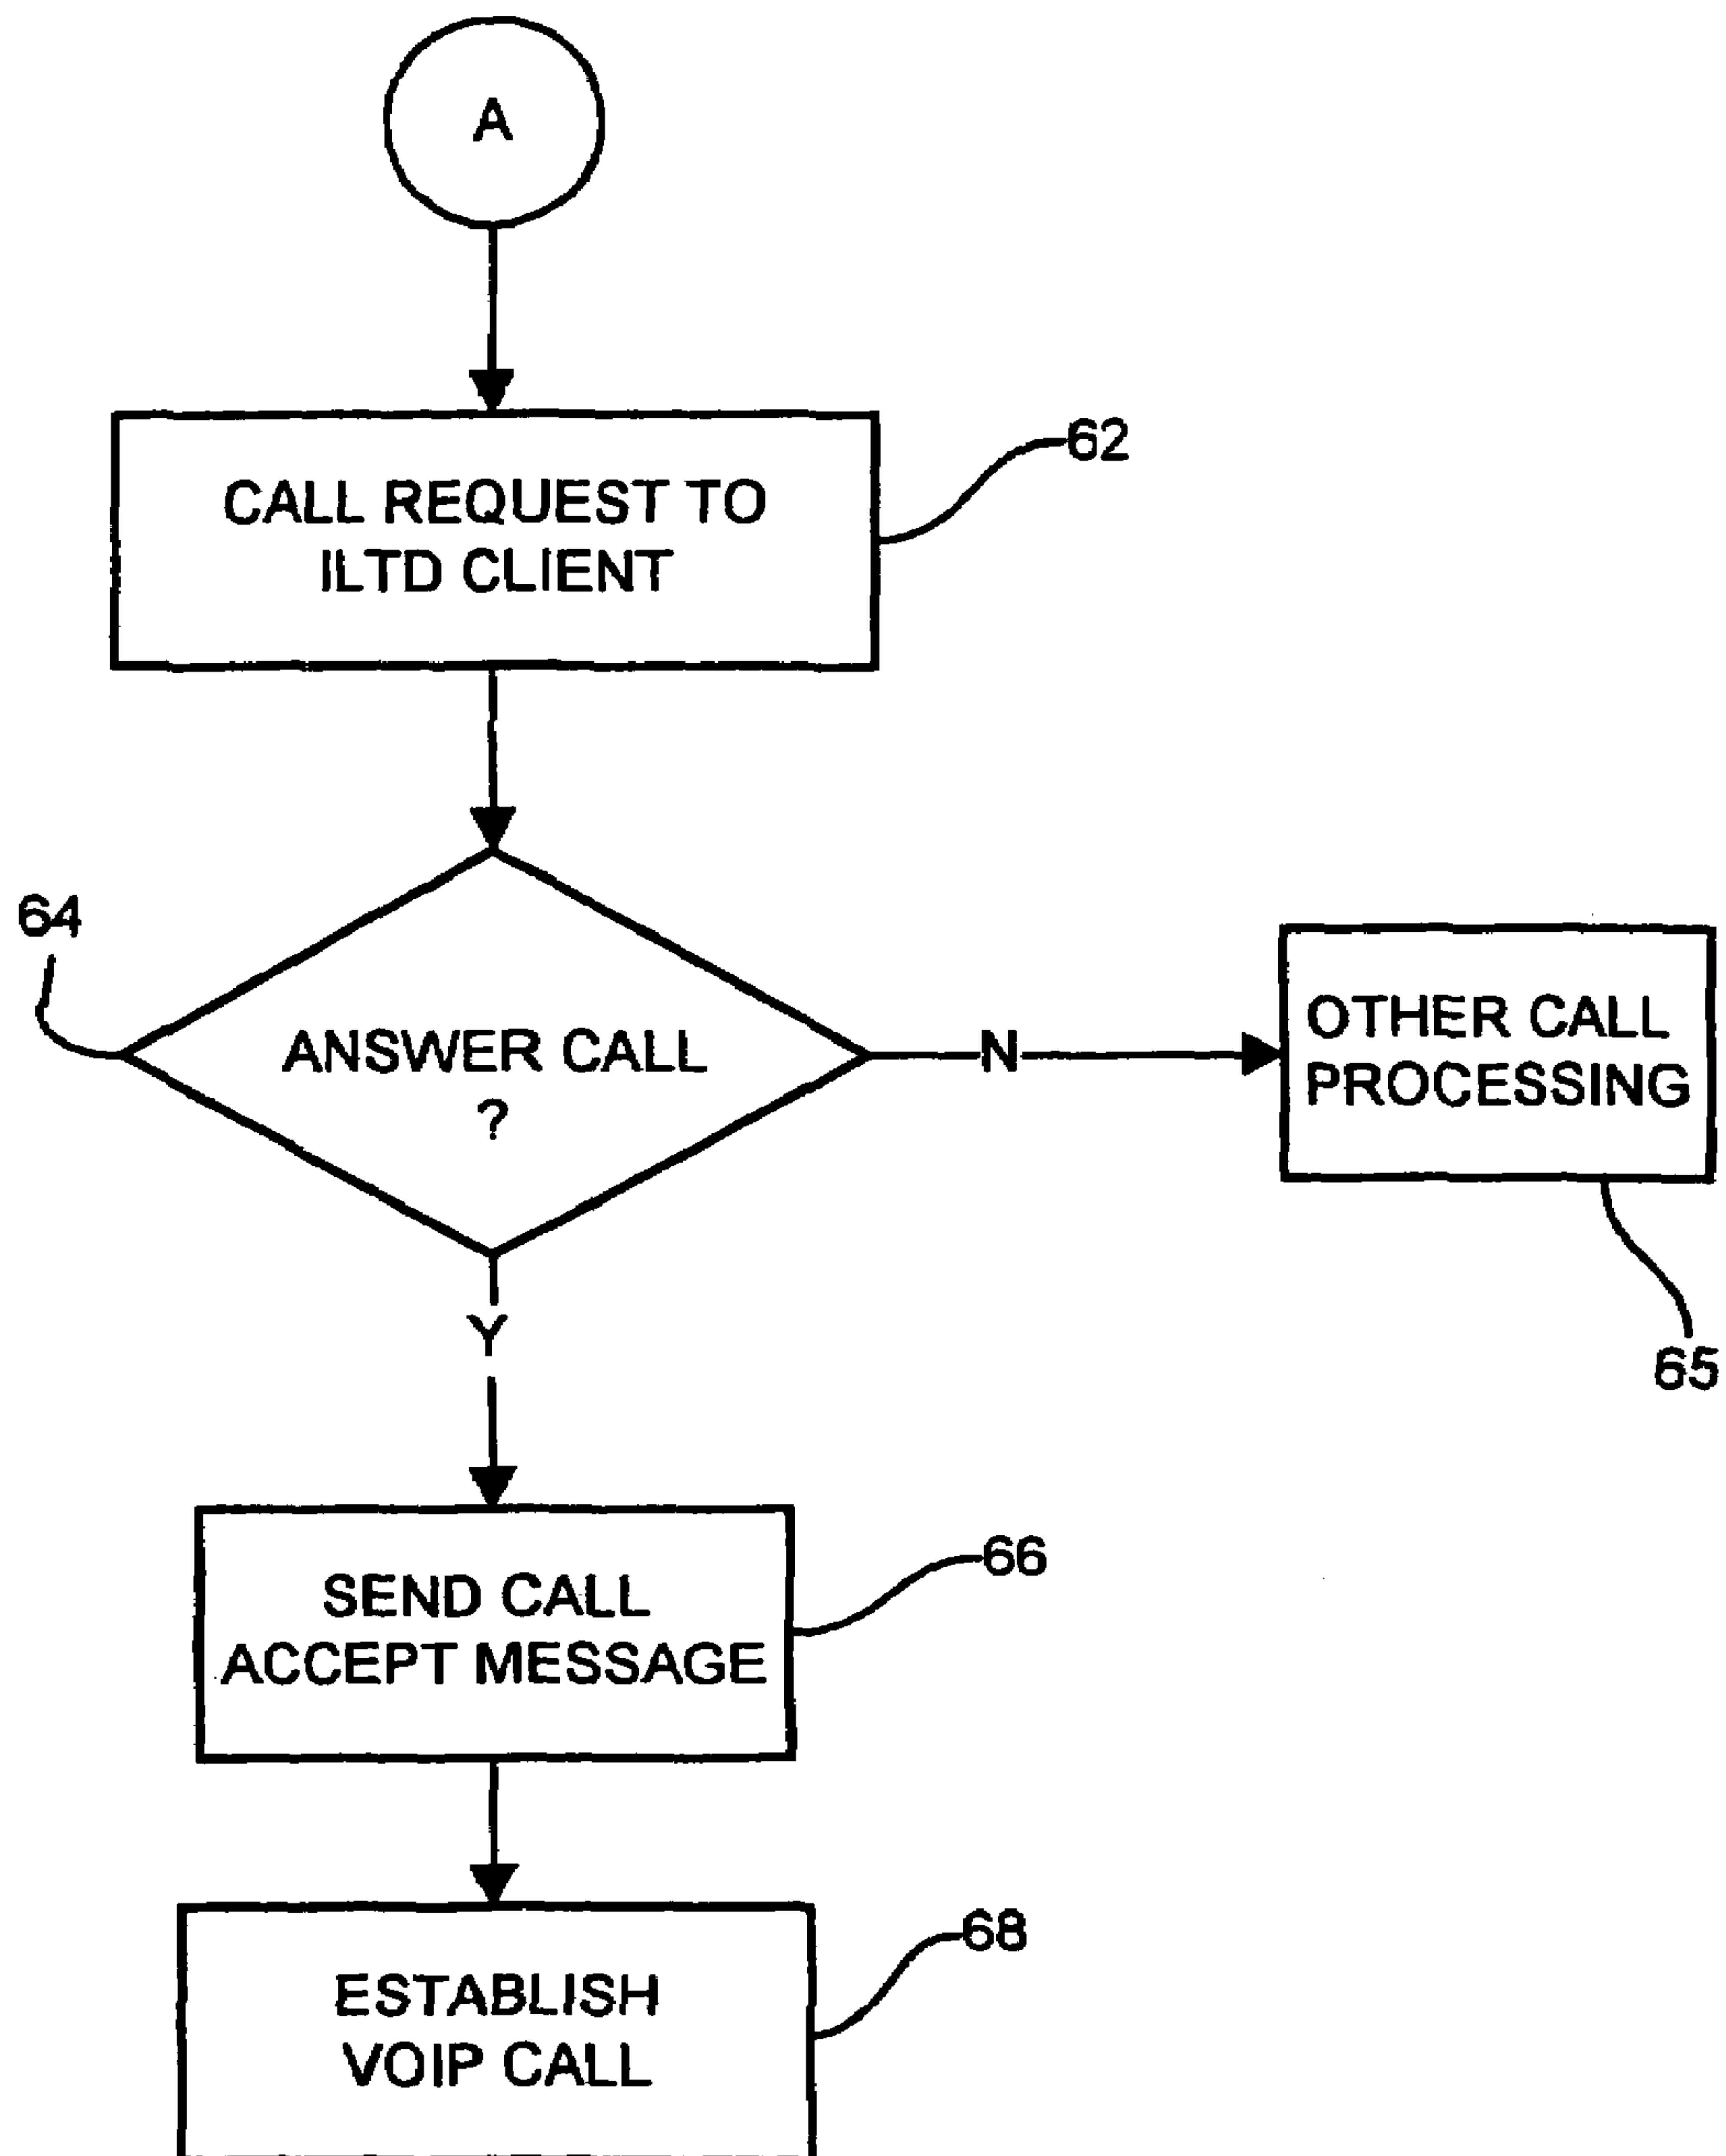 A
CALL REQUEST TO
ILTD CLIENT
62
64
ANSWER CALL
?
N
OTHER CALL
PROCESSING
65
Y
SEND CALL
ACCEPT MESSAGE
66
ESTABLISH
VOIP CALL
68